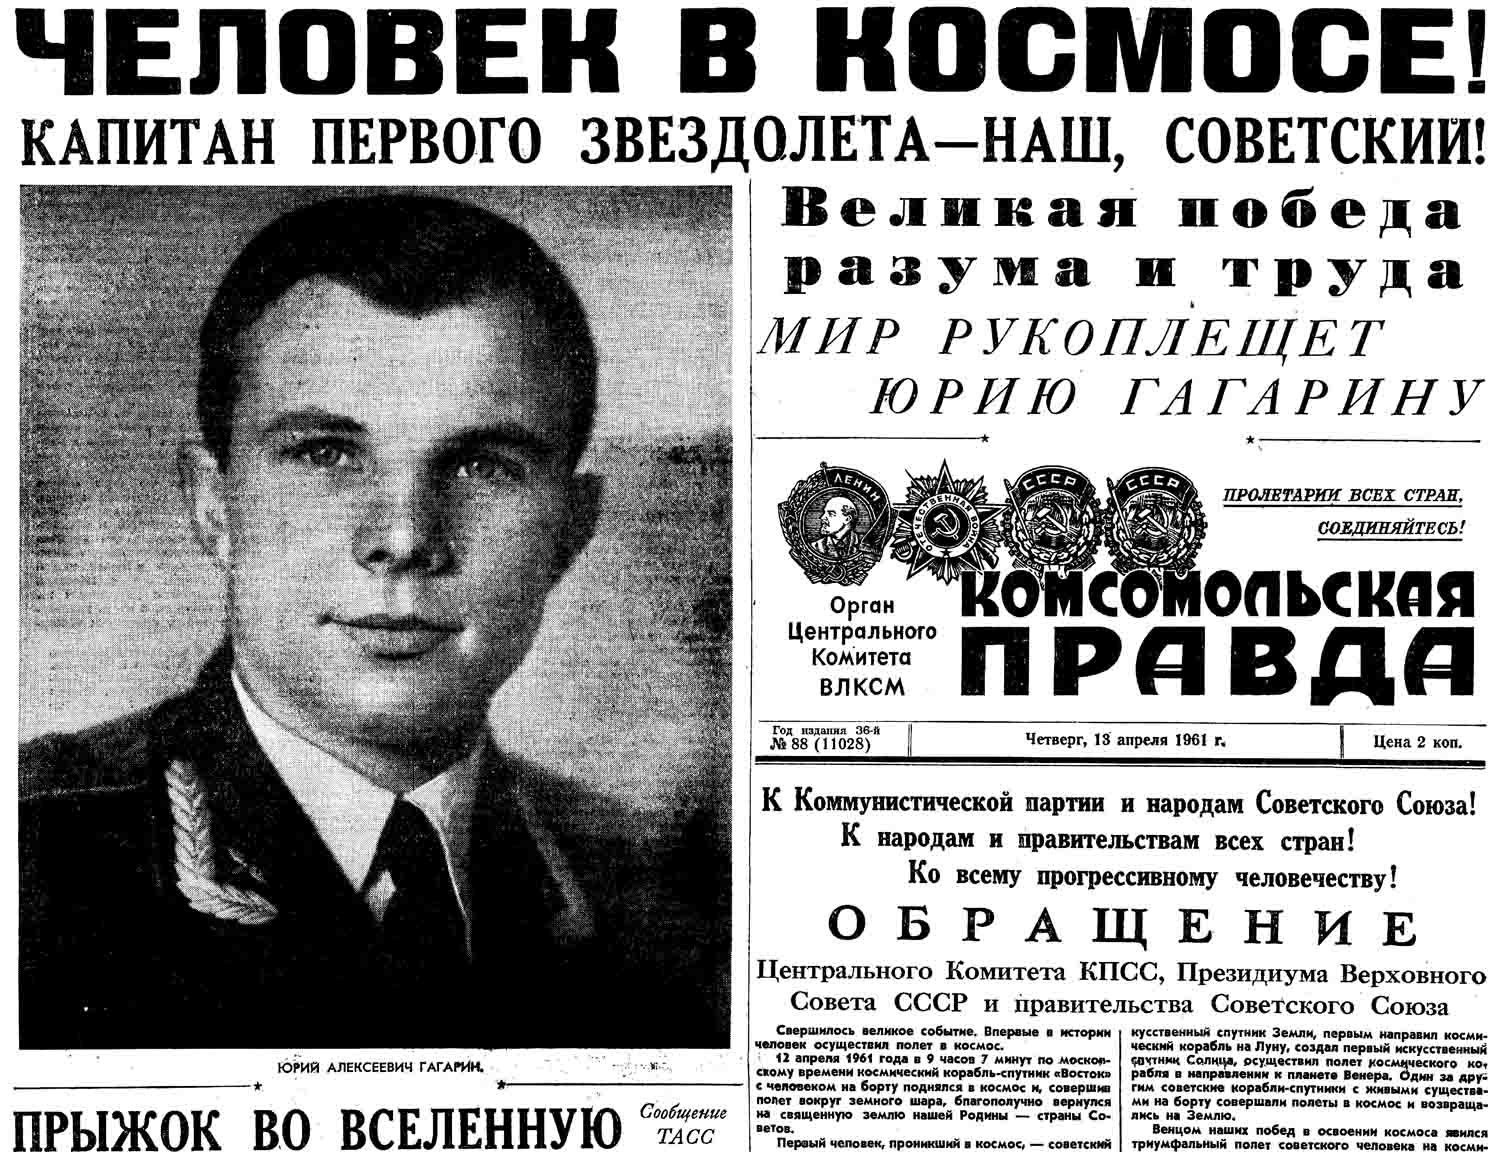 ЧЕЛОВЕК В КОСМОСЕ!
КАПИТАН ПЕРВОГО ЗВЕЗДОЛЕТА—НАШ, СОВЕТСКИЙ!
Великая победа
разума и труда
МИР РУКОПЛЕЩЕТ
ЮРИЮ ГАГАРИНУ
ЛЕНИН
ОТЕЧЕСТВЕННАЯ ВОЙНА
СССР
СССР
ПРОЛЕТАРИИ ВСЕХ СТРАН,
СОЕДИНЯЙТЕСЬ!
Орган
Центрального
Комитета
ВЛКСМ
КОМСОМОЛЬСКАЯ
ПРАВДА
Год издания 36-й
№ 88 (11028)
Четверг, 13 апреля 1961 г.
Цена 2 коп.
К Коммунистической партии и народам Советского Союза!
К народам и правительствам всех стран!
Ко всему прогрессивному человечеству!
ОБРАЩЕНИЕ
Центрального Комитета КПСС, Президиума Верховного
Совета СССР и правительства Советского Союза
Свершилось великое событие. Впервые в истории
человек осуществил полет в космос.
12 апреля 1961 года в 9 часов 7 минут по москов-
скому времени космический корабль-спутник «Восток»
с человеком на борту поднялся в космос и, совершив
полет вокруг земного шара, благополучно вернулся
на священную землю нашей Родины — страны Со-
ветов.
Первый человек, проникший в космос, — советский
кусственный спутник Земли, первым направил косми-
ческий корабль на Луну, создал первый искусственный
спутник Солнца, осуществил полет космического ко-
рабля в направлении к планете Венера. Один за дру-
гим советские корабли-спутники с живыми существа-
ми на борту совершали полеты в космос и возвраща-
лись на Землю.
Венцом наших побед в освоении космоса явился
триумфальный полет советского человека на косми-
ЮРИЙ АЛЕКСЕЕВИЧ ГАГАРИН.
ПРЫЖОК ВО ВСЕЛЕННУЮ
Сообщение
ТАСС